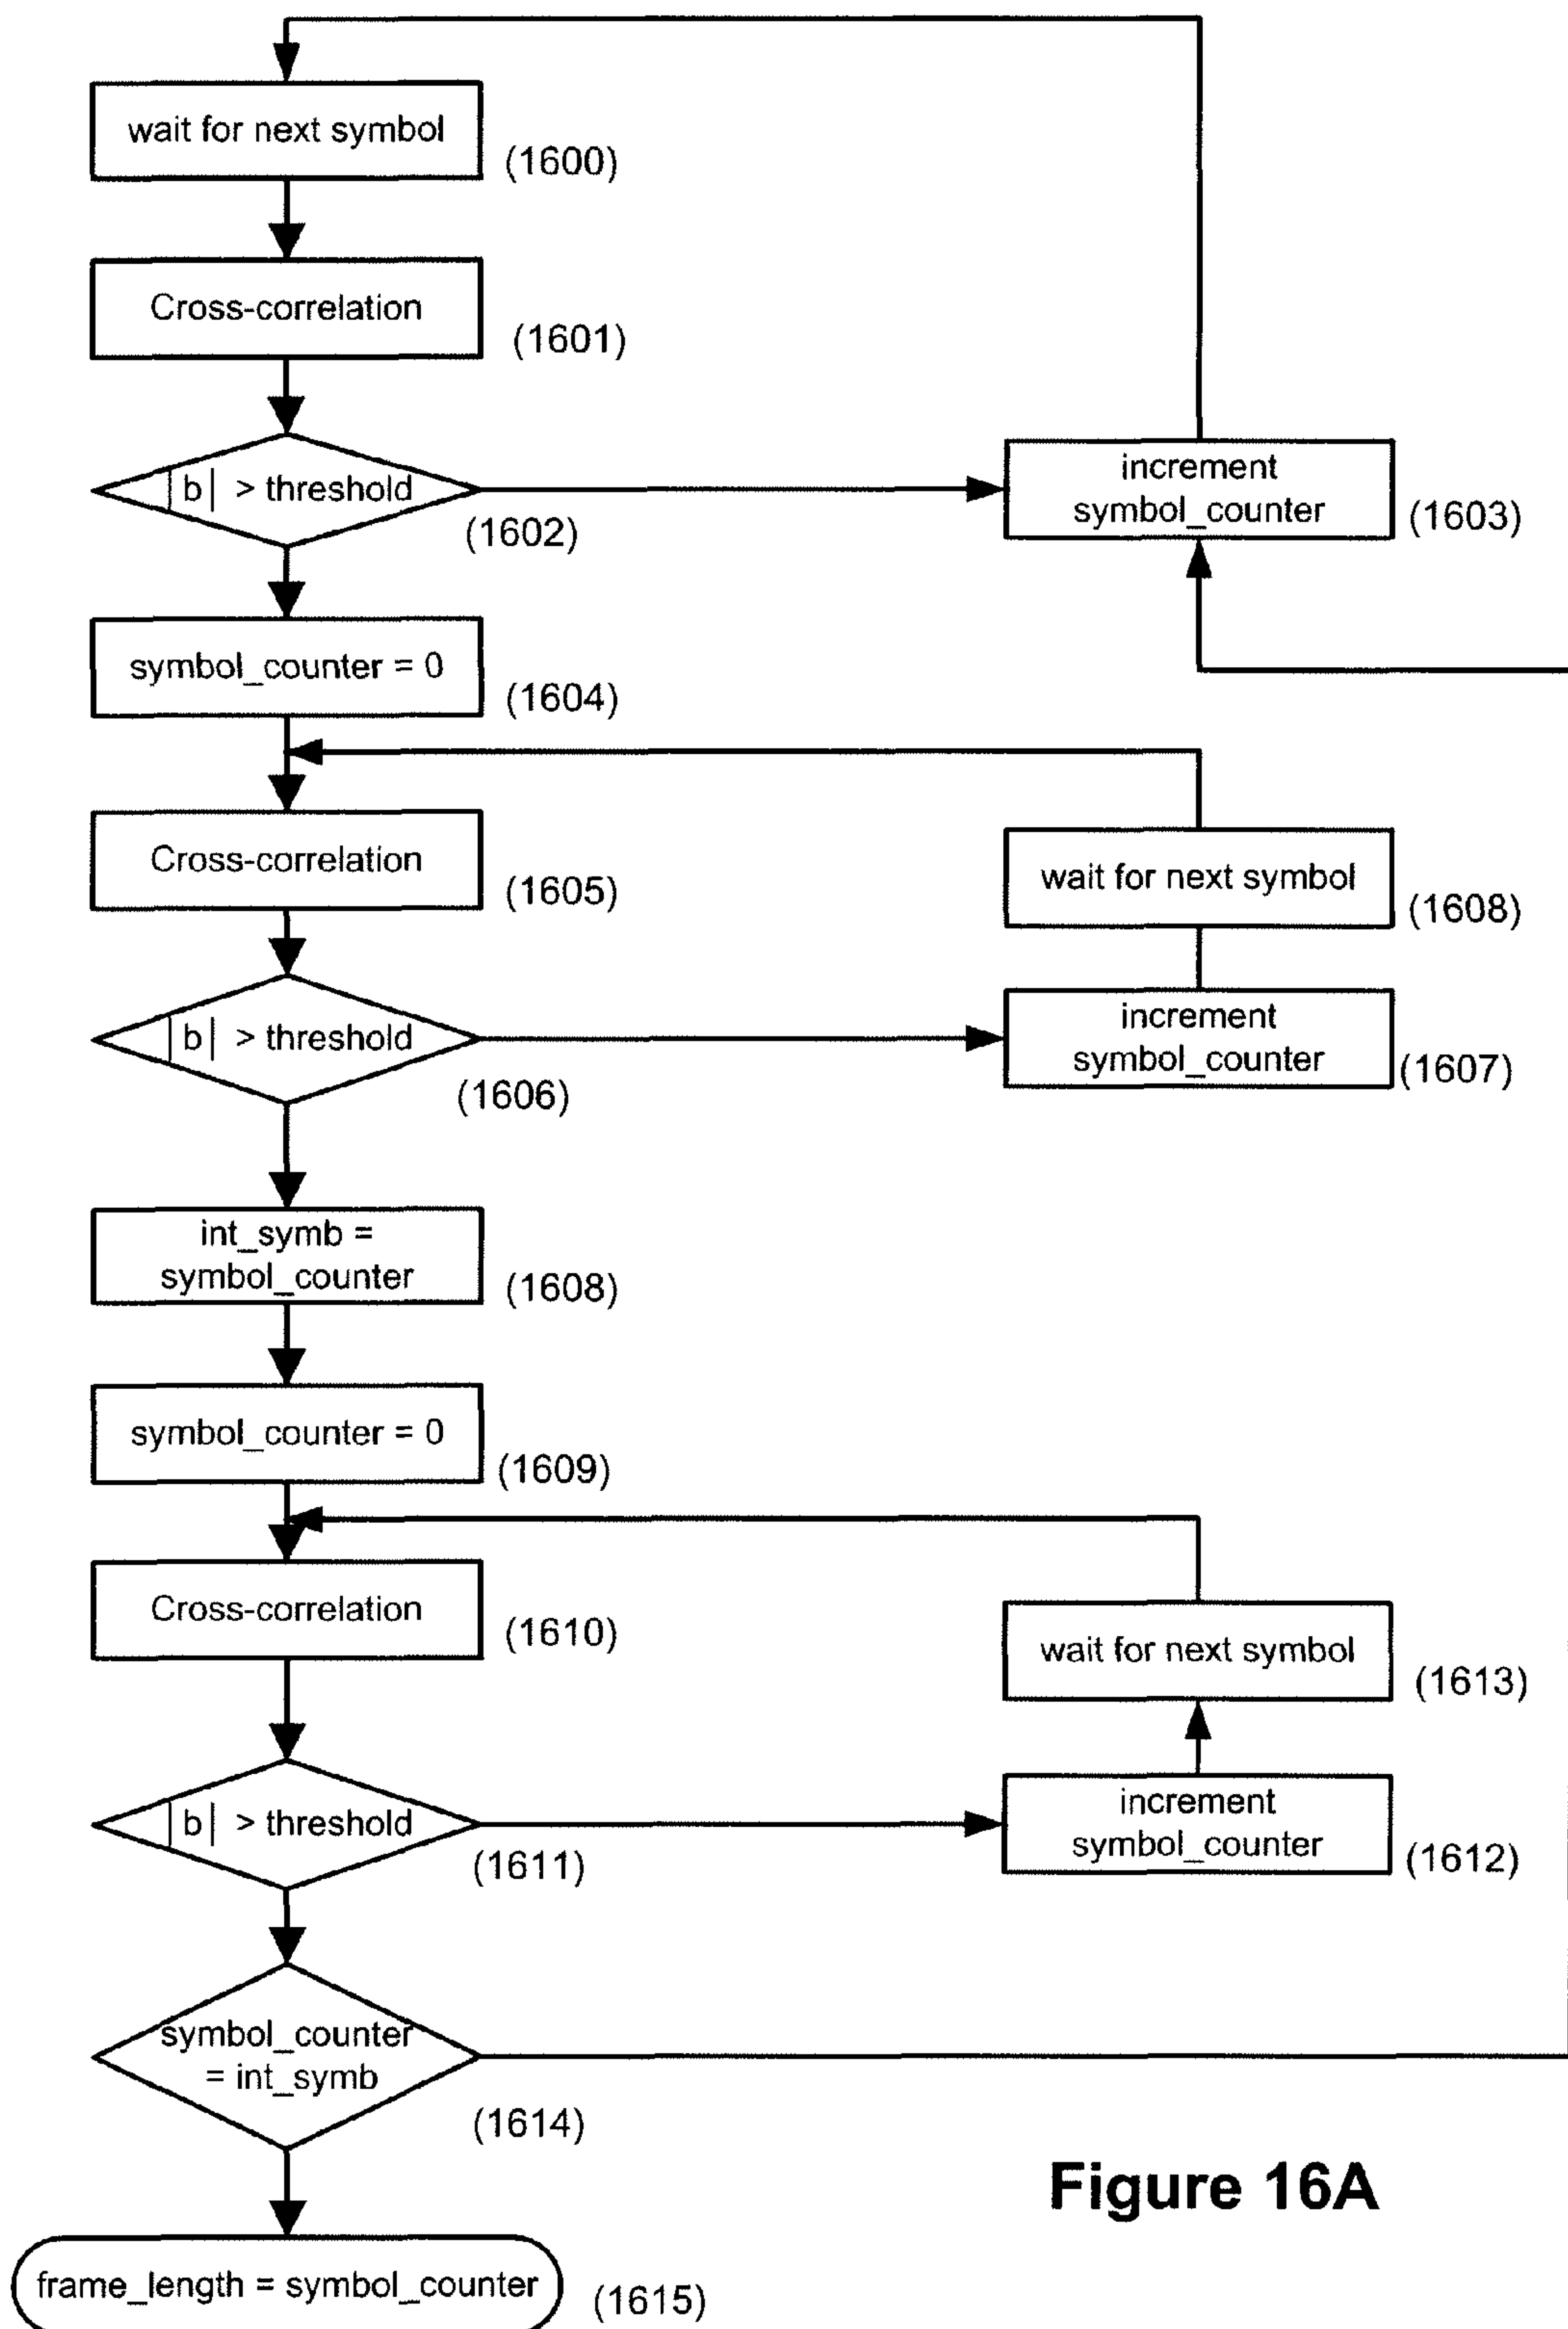 wait for next symbol
(1600)
Cross-correlation
(1601)
|b| > threshold
(1602)
increment
symbol_counter
(1603)
symbol_counter = 0
(1604)
Cross-correlation
(1605)
wait for next symbol
(1608)
|b| > threshold
(1606)
increment
symbol_counter
(1607)
int_symb =
symbol_counter
(1608)
symbol_counter = 0
(1609)
Cross-correlation
(1610)
wait for next symbol
(1613)
|b| > threshold
(1611)
increment
symbol_counter
(1612)
symbol_counter
= int_symb
(1614)
Figure 16A
frame_length = symbol_counter
(1615)